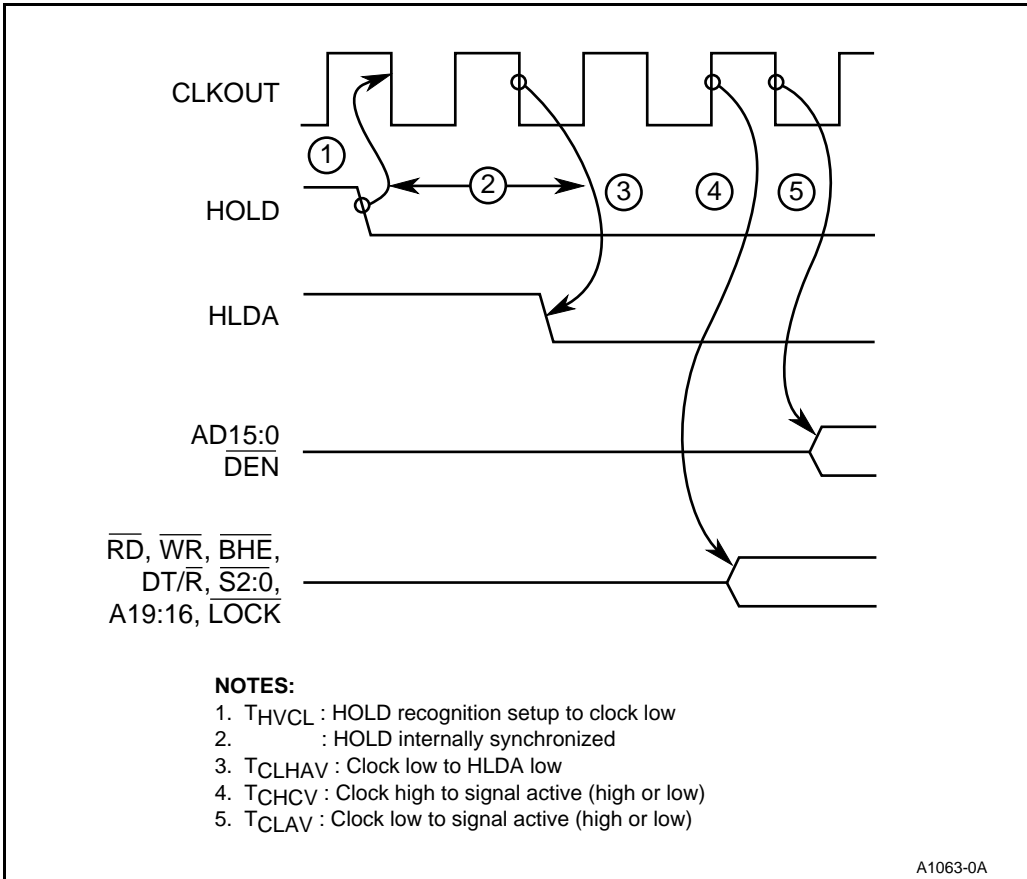 CLKOUT
1
2
3
4
5
HOLD
HLDA
AD15:0
DEN
RD, WR, BHE,
DT/R, S2:0,
A19:16, LOCK
NOTES:
1. THVCL : HOLD recognition setup to clock low
2. : HOLD internally synchronized
3. TCLHAV : Clock low to HLDA low
4. TCHCV : Clock high to signal active (high or low)
5. TCLAV : Clock low to signal active (high or low)
A1063-0A